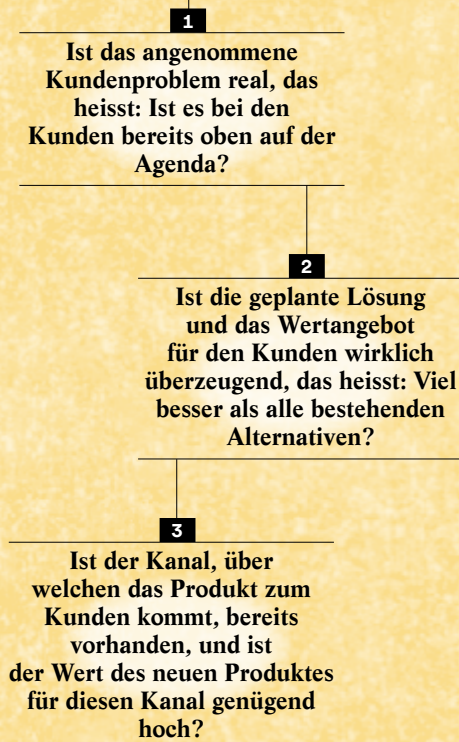 1
Ist das angenommene
Kundenproblem real, das
heisst: Ist es bei den
Kunden bereits oben auf der
Agenda?
2
Ist die geplante Lösung
und das Wertangebot
für den Kunden wirklich
überzeugend, das heisst: Viel
besser als alle bestehenden
Alternativen?
3
Ist der Kanal, über
welchen das Produkt zum
Kunden kommt, bereits
vorhanden, und ist
der Wert des neuen Produktes
für diesen Kanal genügend
hoch?